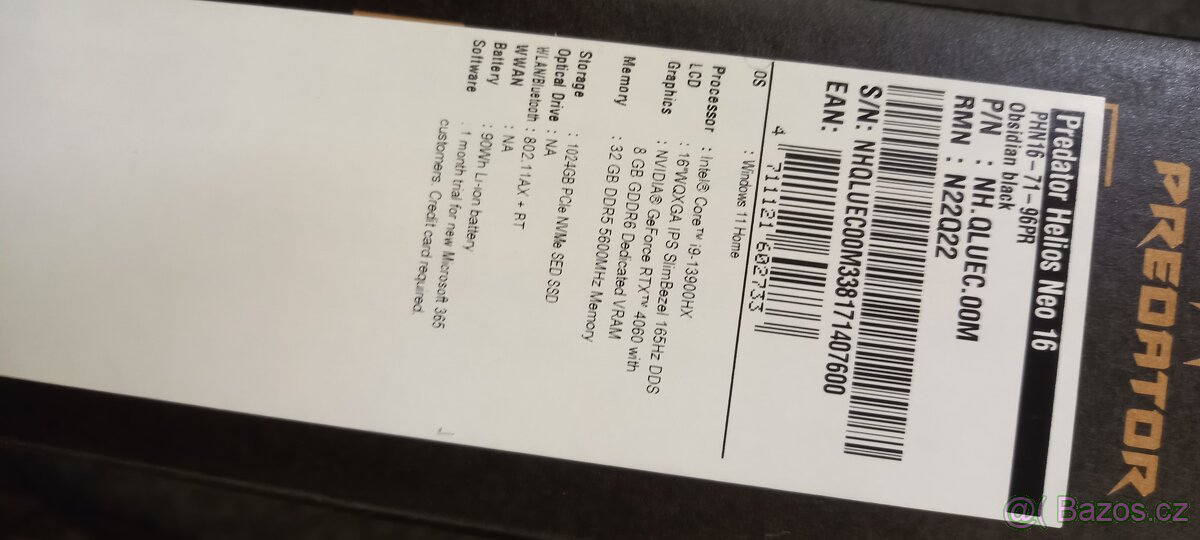 PREDATOR
Predator Helios Neo 16
PHN16-71-96PR
Obsidian black
P/N : NH.QLUEC.00M
RMN : N22Q22
S/N: NHQLUEC00M338171407600
EAN:
4 711121 602733
OS : Windows 11 Home
Processor : Intel® Core™ i9-13900HX
LCD : 16"WQXGA IPS SlimBezel 165Hz DDS
Graphics : NVIDIA® GeForce RTX™ 4060 with
8 GB GDDR6 Dedicated VRAM
Memory : 32 GB DDR5 5600MHz Memory
Storage : 1024GB PCIe NVMe SED SSD
Optical Drive : NA
WLAN/Bluetooth : 802.11AX + RT
WWAN : NA
Battery : 90Wh Li-ion battery
Software : 1 month trial for new Microsoft 365
customers. Credit card required.
@( Bazos.cz